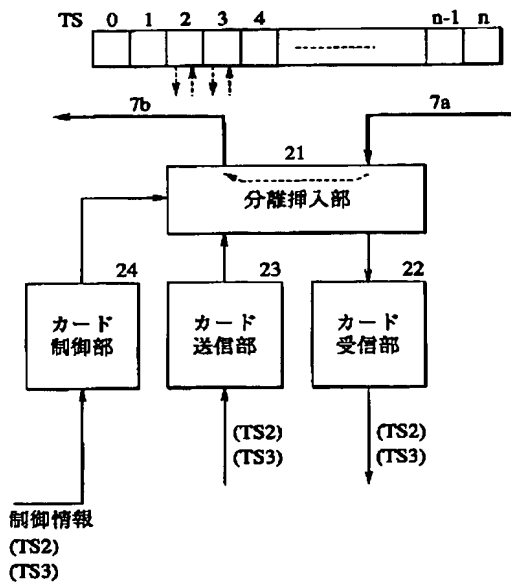 TS 0 1 2 3 4 n-1 n
7b 7a
21
分離挿入部
24 23 22
カード カード カード
制御部 送信部 受信部
(TS2) (TS2)
(TS3) (TS3)
制御情報
(TS2)
(TS3)